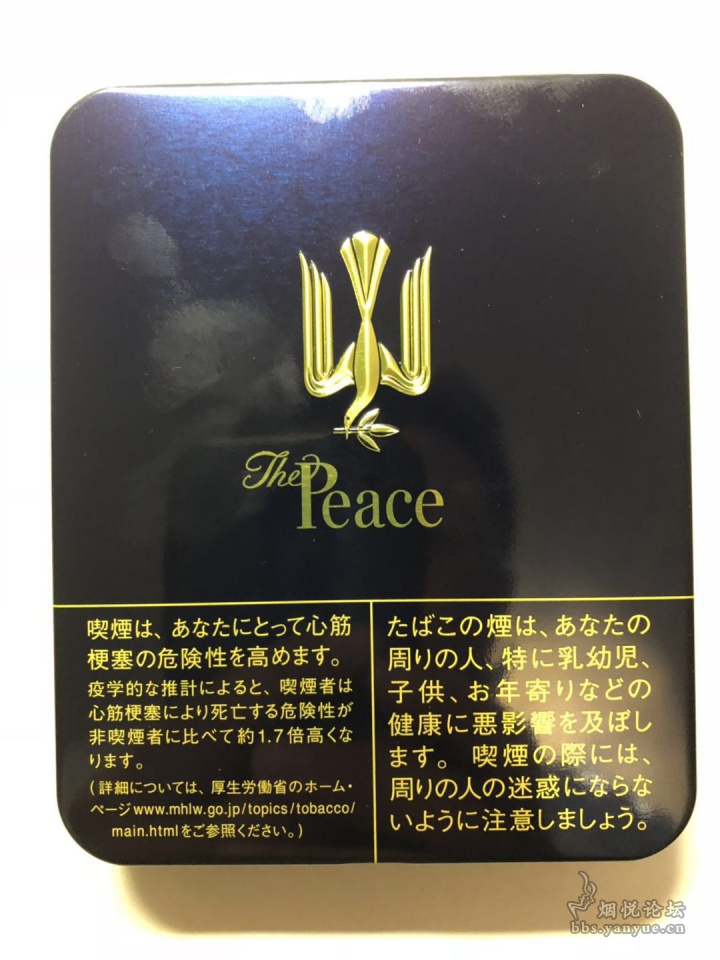 The Peace
喫煙は、あなたにとって心筋
梗塞の危険性を高めます。
疫学的な推計によると、喫煙者は
心筋梗塞により死亡する危険性が
非喫煙者に比べて約1.7倍高くな
ります。
(詳細については、厚生労働省のホーム・
ページwww.mhlw.go.jp/topics/tobacco/
main.htmlをご参照ください。)
たばこの煙は、あなたの
周りの人、特に乳幼児、
子供、お年寄りなどの
健康に悪影響を及ぼし
ます。喫煙の際には、
周りの人の迷惑にならな
いように注意しましょう。
烟悦论坛
bbs.yanyue.cn